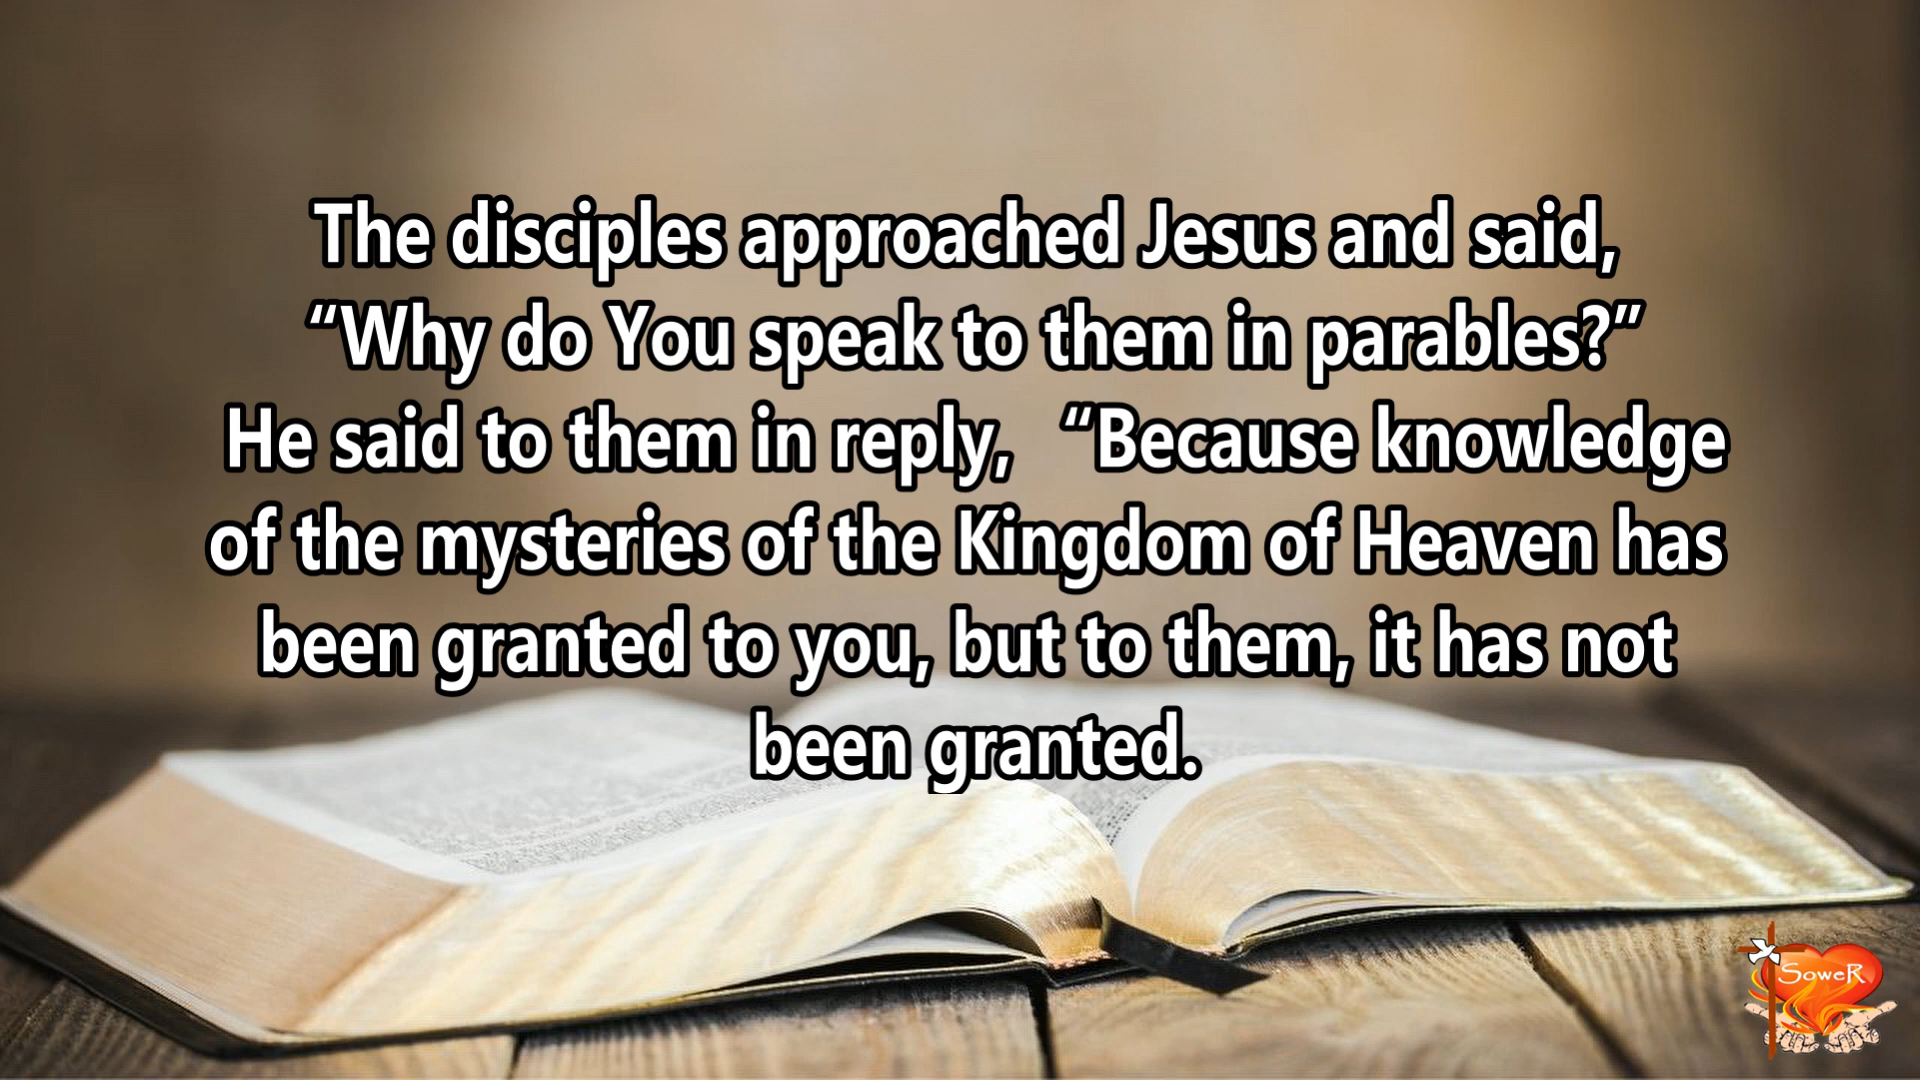 The disciples approached Jesus and said,
“Why do You speak to them in parables?”
He said to them in reply,   “Because knowledge
of the mysteries of the Kingdom of Heaven has
been granted to you, but to them, it has not
been granted.
SoweR